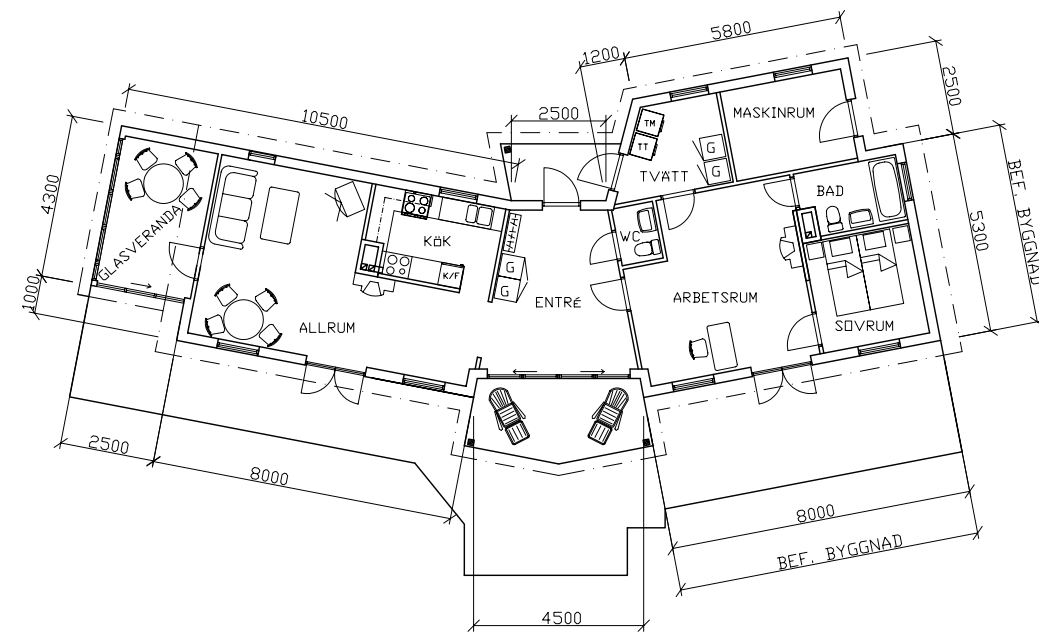 5800
1200
2500
10500
2500
TM
TT
MASKINRUM
G
G
TVÄTT
4300
GLASVERANDA
KÖK
K/F
WC
BAD
BEF. BYGGNAD
5300
G
G
ENTRÉ
ARBETSRUM
1000
ALLRUM
SOVRUM
2500
8000
8000
BEF. BYGGNAD
4500